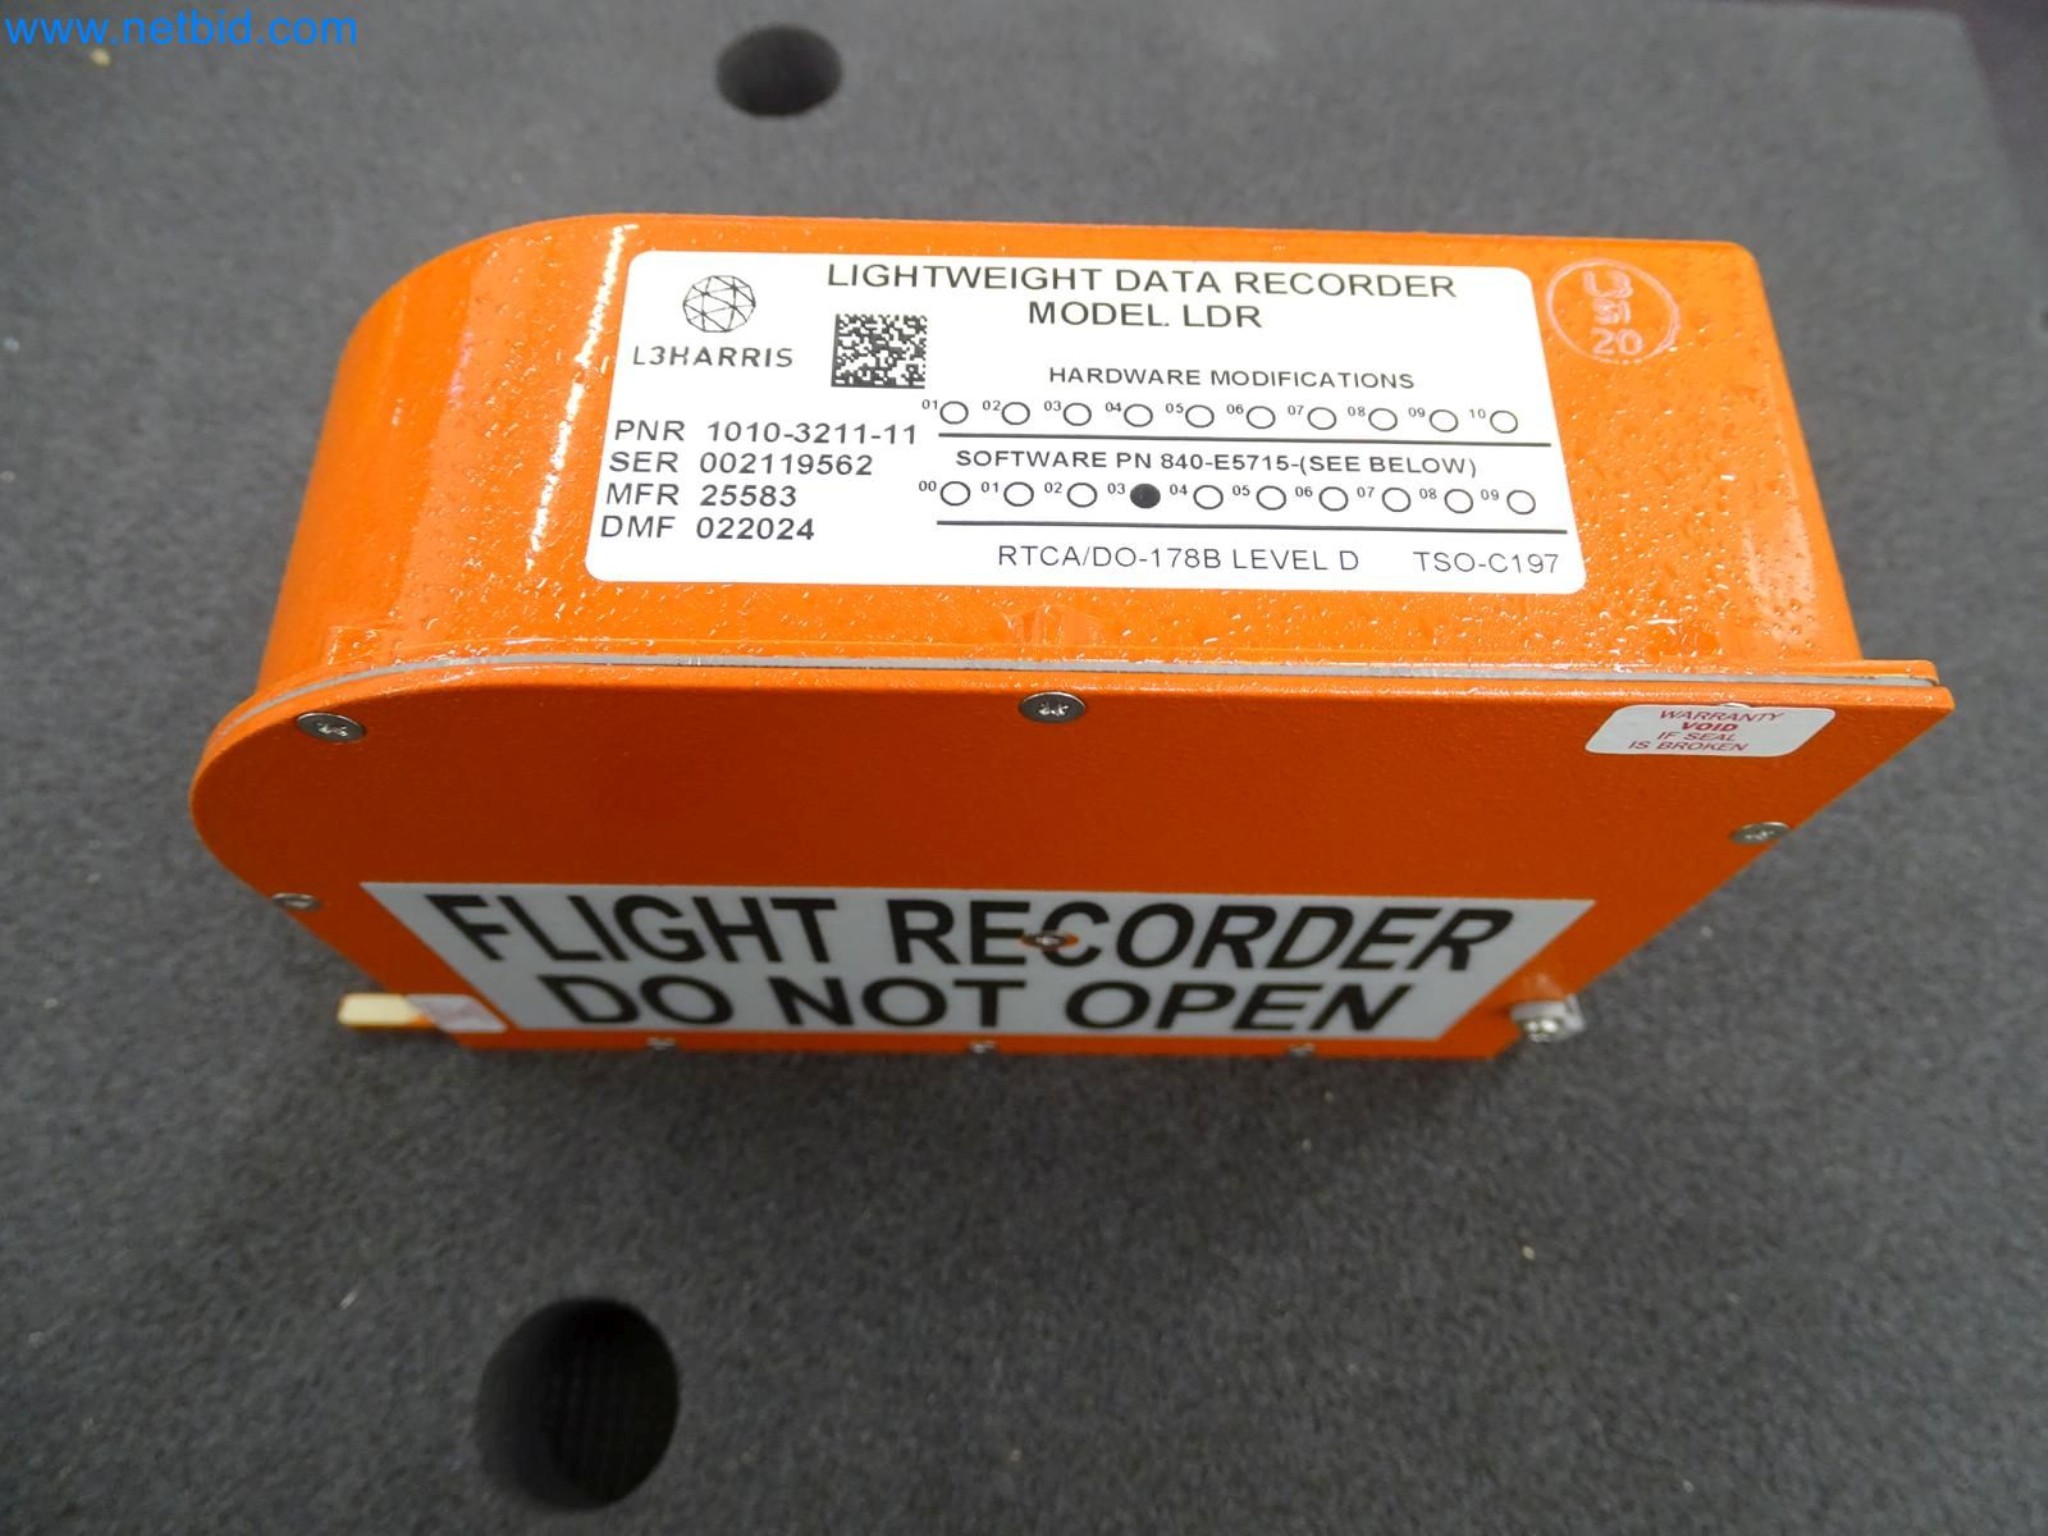 www.netbid.com
LIGHTWEIGHT DATA RECORDER
MODEL LDR
L3HARRIS
HARDWARE MODIFICATIONS
01 02 03 04 05 06 07 08 09 10
PNR 1010-3211-11
SER 002119562
MFR 25583
DMF 022024
SOFTWARE PN 840-E5715-(SEE BELOW)
00 01 02 03 04 05 06 07 08 09
RTCA/DO-178B LEVEL D TSO-C197
L3
SI
20
WARRANTY
VOID
IF SEAL
IS BROKEN
FLIGHT RECORDER
DO NOT OPEN